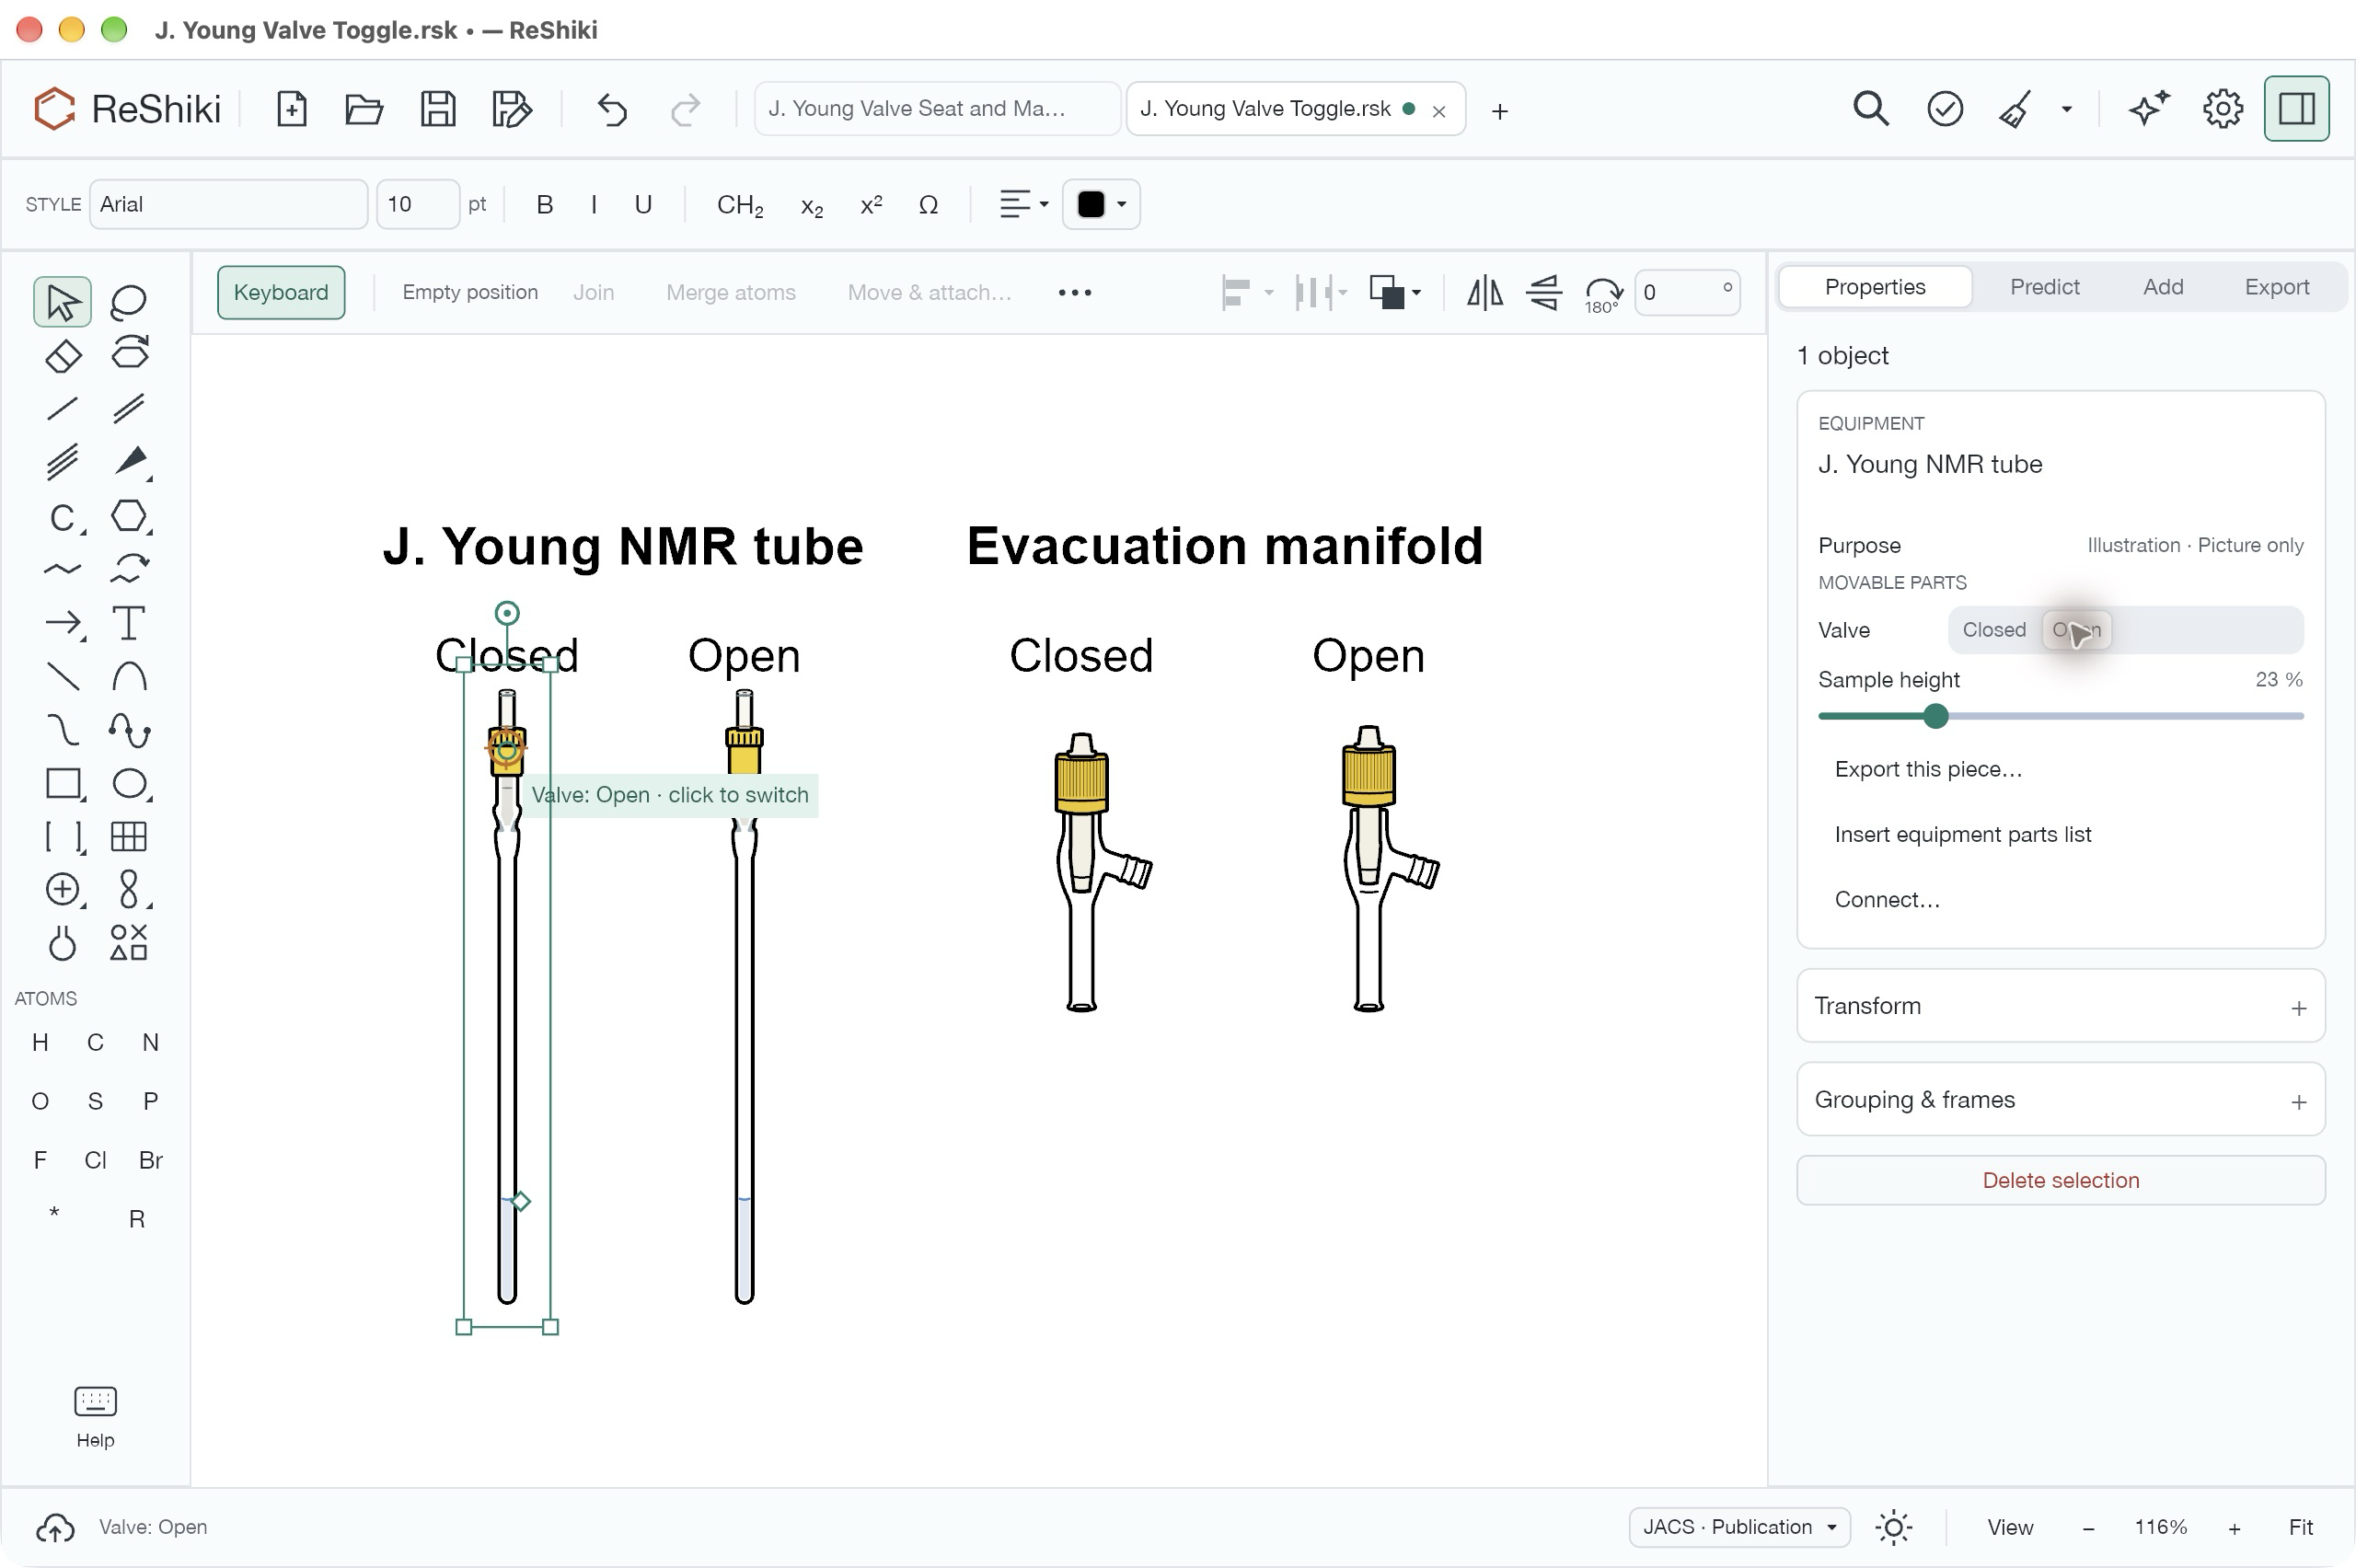 J. Young Valve Toggle.rsk • — ReShiki
ReShiki
J. Young Valve Seat and Ma...
J. Young Valve Toggle.rsk
STYLE Arial 10 pt B I U CH₂ x₂ x² Ω
Keyboard Empty position Join Merge atoms Move & attach... 180° 0 °
Properties Predict Add Export
1 object
EQUIPMENT
J. Young NMR tube
Purpose Illustration · Picture only
MOVABLE PARTS
Valve Closed Open
Sample height 23 %
Export this piece...
Insert equipment parts list
Connect...
Transform +
Grouping & frames +
Delete selection
C
T
ATOMS
H C N
O S P
F Cl Br
* R
Help
J. Young NMR tube Evacuation manifold
Closed Open Closed Open
Valve: Open · click to switch
Valve: Open
JACS · Publication View − 116% + Fit